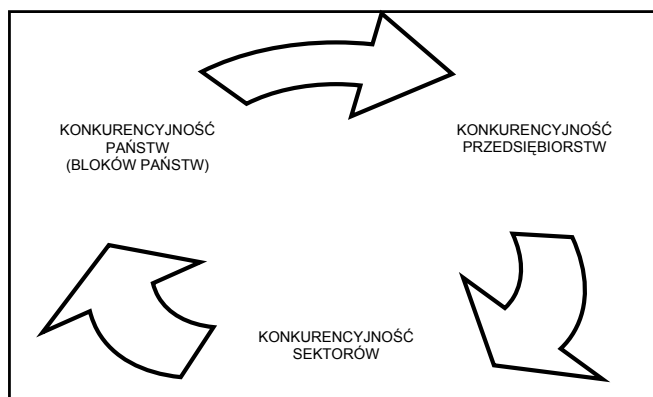 KONKURENCYJNOŚĆ
PAŃSTW
(BLOKÓW PAŃSTW)
KONKURENCYJNOŚĆ
PRZEDSIĘBIORSTW
KONKURENCYJNOŚĆ
SEKTORÓW